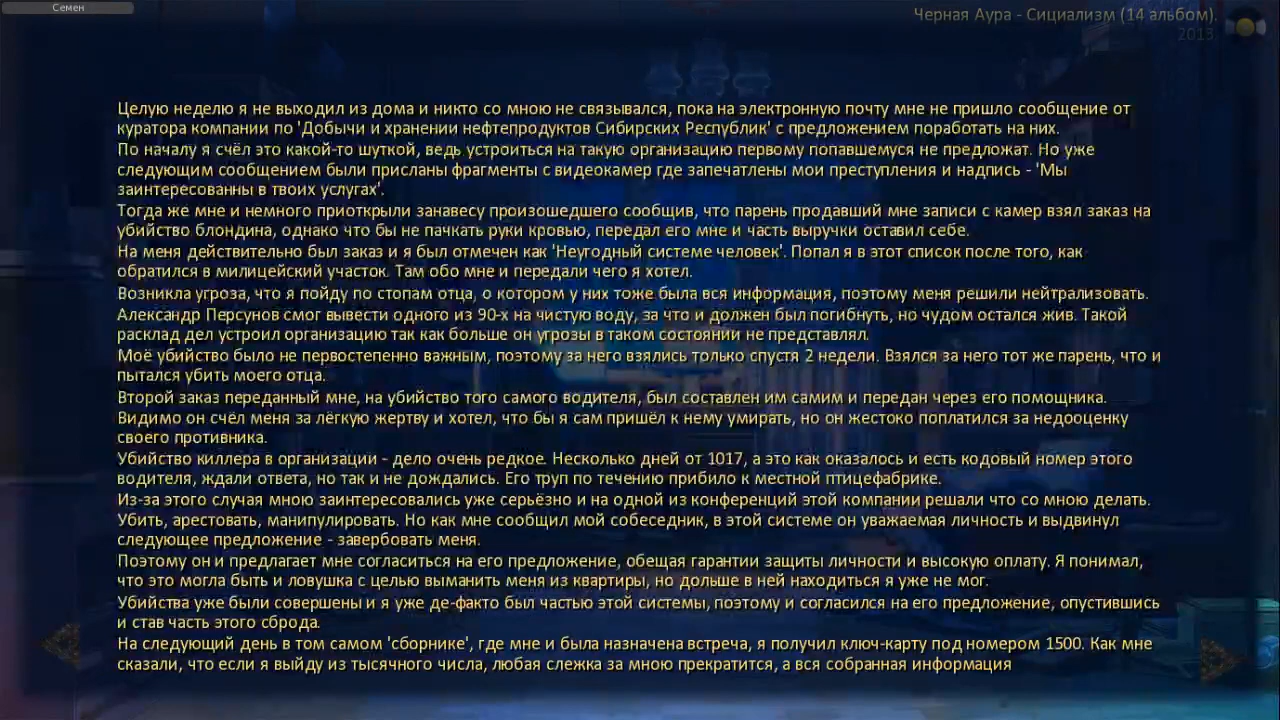 Семен
Черная Аура - Сициализм (14 альбом).
2013
Целую неделю я не выходил из дома и никто со мною не связывался, пока на электронную почту мне не пришло сообщение от
куратора компании по 'Добычи и хранении нефтепродуктов Сибирских Республик' с предложением поработать на них.
По началу я счёл это какой-то шуткой, ведь устроиться на такую организацию первому попавшемуся не предложат. Но уже
следующим сообщением были присланы фрагменты с видеокамер где запечатлены мои преступления и надпись - 'Мы
заинтересованны в твоих услугах'.
Тогда же мне и немного приоткрыли занавесу произошедшего сообщив, что парень продавший мне записи с камер взял заказ на
убийство блондина, однако что бы не пачкать руки кровью, передал его мне и часть выручки оставил себе.
На меня действительно был заказ и я был отмечен как 'Неугодный системе человек'. Попал я в этот список после того, как
обратился в милицейский участок. Там обо мне и передали чего я хотел.
Возникла угроза, что я пойду по стопам отца, о котором у них тоже была вся информация, поэтому меня решили нейтрализовать.
Александр Персунов смог вывести одного из 90-х на чистую воду, за что и должен был погибнуть, но чудом остался жив. Такой
расклад дел устроил организацию так как больше он угрозы в таком состоянии не представлял.
Моё убийство было не первостепенно важным, поэтому за него взялись только спустя 2 недели. Взялся за него тот же парень, что и
пытался убить моего отца.
Второй заказ переданный мне, на убийство того самого водителя, был составлен им самим и передан через его помощника.
Видимо он счёл меня за лёгкую жертву и хотел, что бы я сам пришёл к нему умирать, но он жестоко поплатился за недооценку
своего противника.
Убийство киллера в организации - дело очень редкое. Несколько дней от 1017, а это как оказалось и есть кодовый номер этого
водителя, ждали ответа, но так и не дождались. Его труп по течению прибило к местной птицефабрике.
Из-за этого случая мною заинтересовались уже серьёзно и на одной из конференций этой компании решали что со мною делать.
Убить, арестовать, манипулировать. Но как мне сообщил мой собеседник, в этой системе он уважаемая личность и выдвинул
следующее предложение - завербовать меня.
Поэтому он и предлагает мне согласиться на его предложение, обещая гарантии защиты личности и высокую оплату. Я понимал,
что это могла быть и ловушка с целью выманить меня из квартиры, но дольше в ней находиться я уже не мог.
Убийства уже были совершены и я уже де-факто был частью этой системы, поэтому и согласился на его предложение, опустившись
и став часть этого сброда.
На следующий день в том самом 'сборнике', где мне и была назначена встреча, я получил ключ-карту под номером 1500. Как мне
сказали, что если я выйду из тысячного числа, любая слежка за мною прекратится, а вся собранная информация